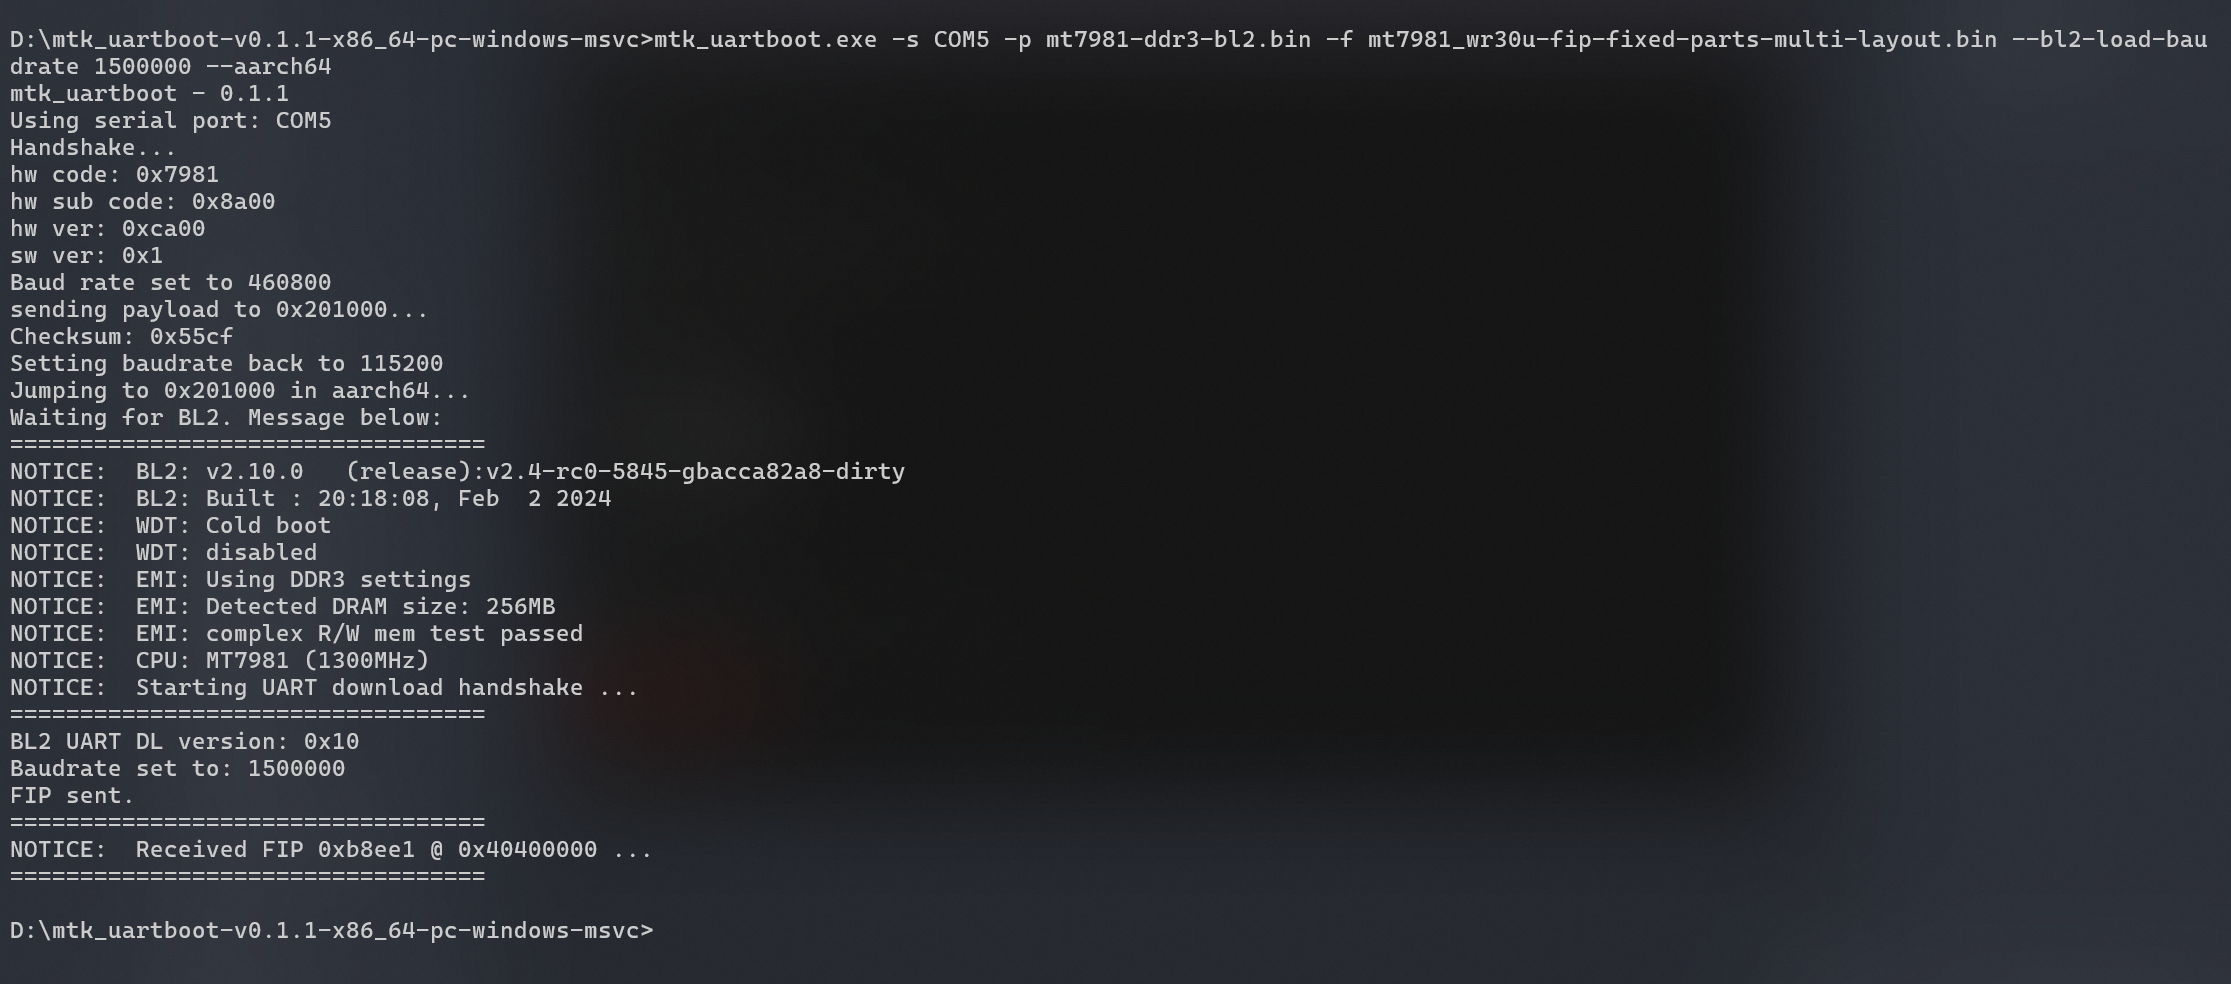 D:\mtk_uartboot-v0.1.1-x86_64-pc-windows-msvc>mtk_uartboot.exe -s COM5 -p mt7981-ddr3-bl2.bin -f mt7981_wr30u-fip-fixed-parts-multi-layout.bin --bl2-load-bau
drate 1500000 --aarch64
mtk_uartboot - 0.1.1
Using serial port: COM5
Handshake...
hw code: 0x7981
hw sub code: 0x8a00
hw ver: 0xca00
sw ver: 0x1
Baud rate set to 460800
sending payload to 0x201000...
Checksum: 0x55cf
Setting baudrate back to 115200
Jumping to 0x201000 in aarch64...
Waiting for BL2. Message below:
==================================
NOTICE:  BL2: v2.10.0   (release):v2.4-rc0-5845-gbacca82a8-dirty
NOTICE:  BL2: Built : 20:18:08, Feb  2 2024
NOTICE:  WDT: Cold boot
NOTICE:  WDT: disabled
NOTICE:  EMI: Using DDR3 settings
NOTICE:  EMI: Detected DRAM size: 256MB
NOTICE:  EMI: complex R/W mem test passed
NOTICE:  CPU: MT7981 (1300MHz)
NOTICE:  Starting UART download handshake ...
==================================
BL2 UART DL version: 0x10
Baudrate set to: 1500000
FIP sent.
==================================
NOTICE:  Received FIP 0xb8ee1 @ 0x40400000 ...
==================================
D:\mtk_uartboot-v0.1.1-x86_64-pc-windows-msvc>